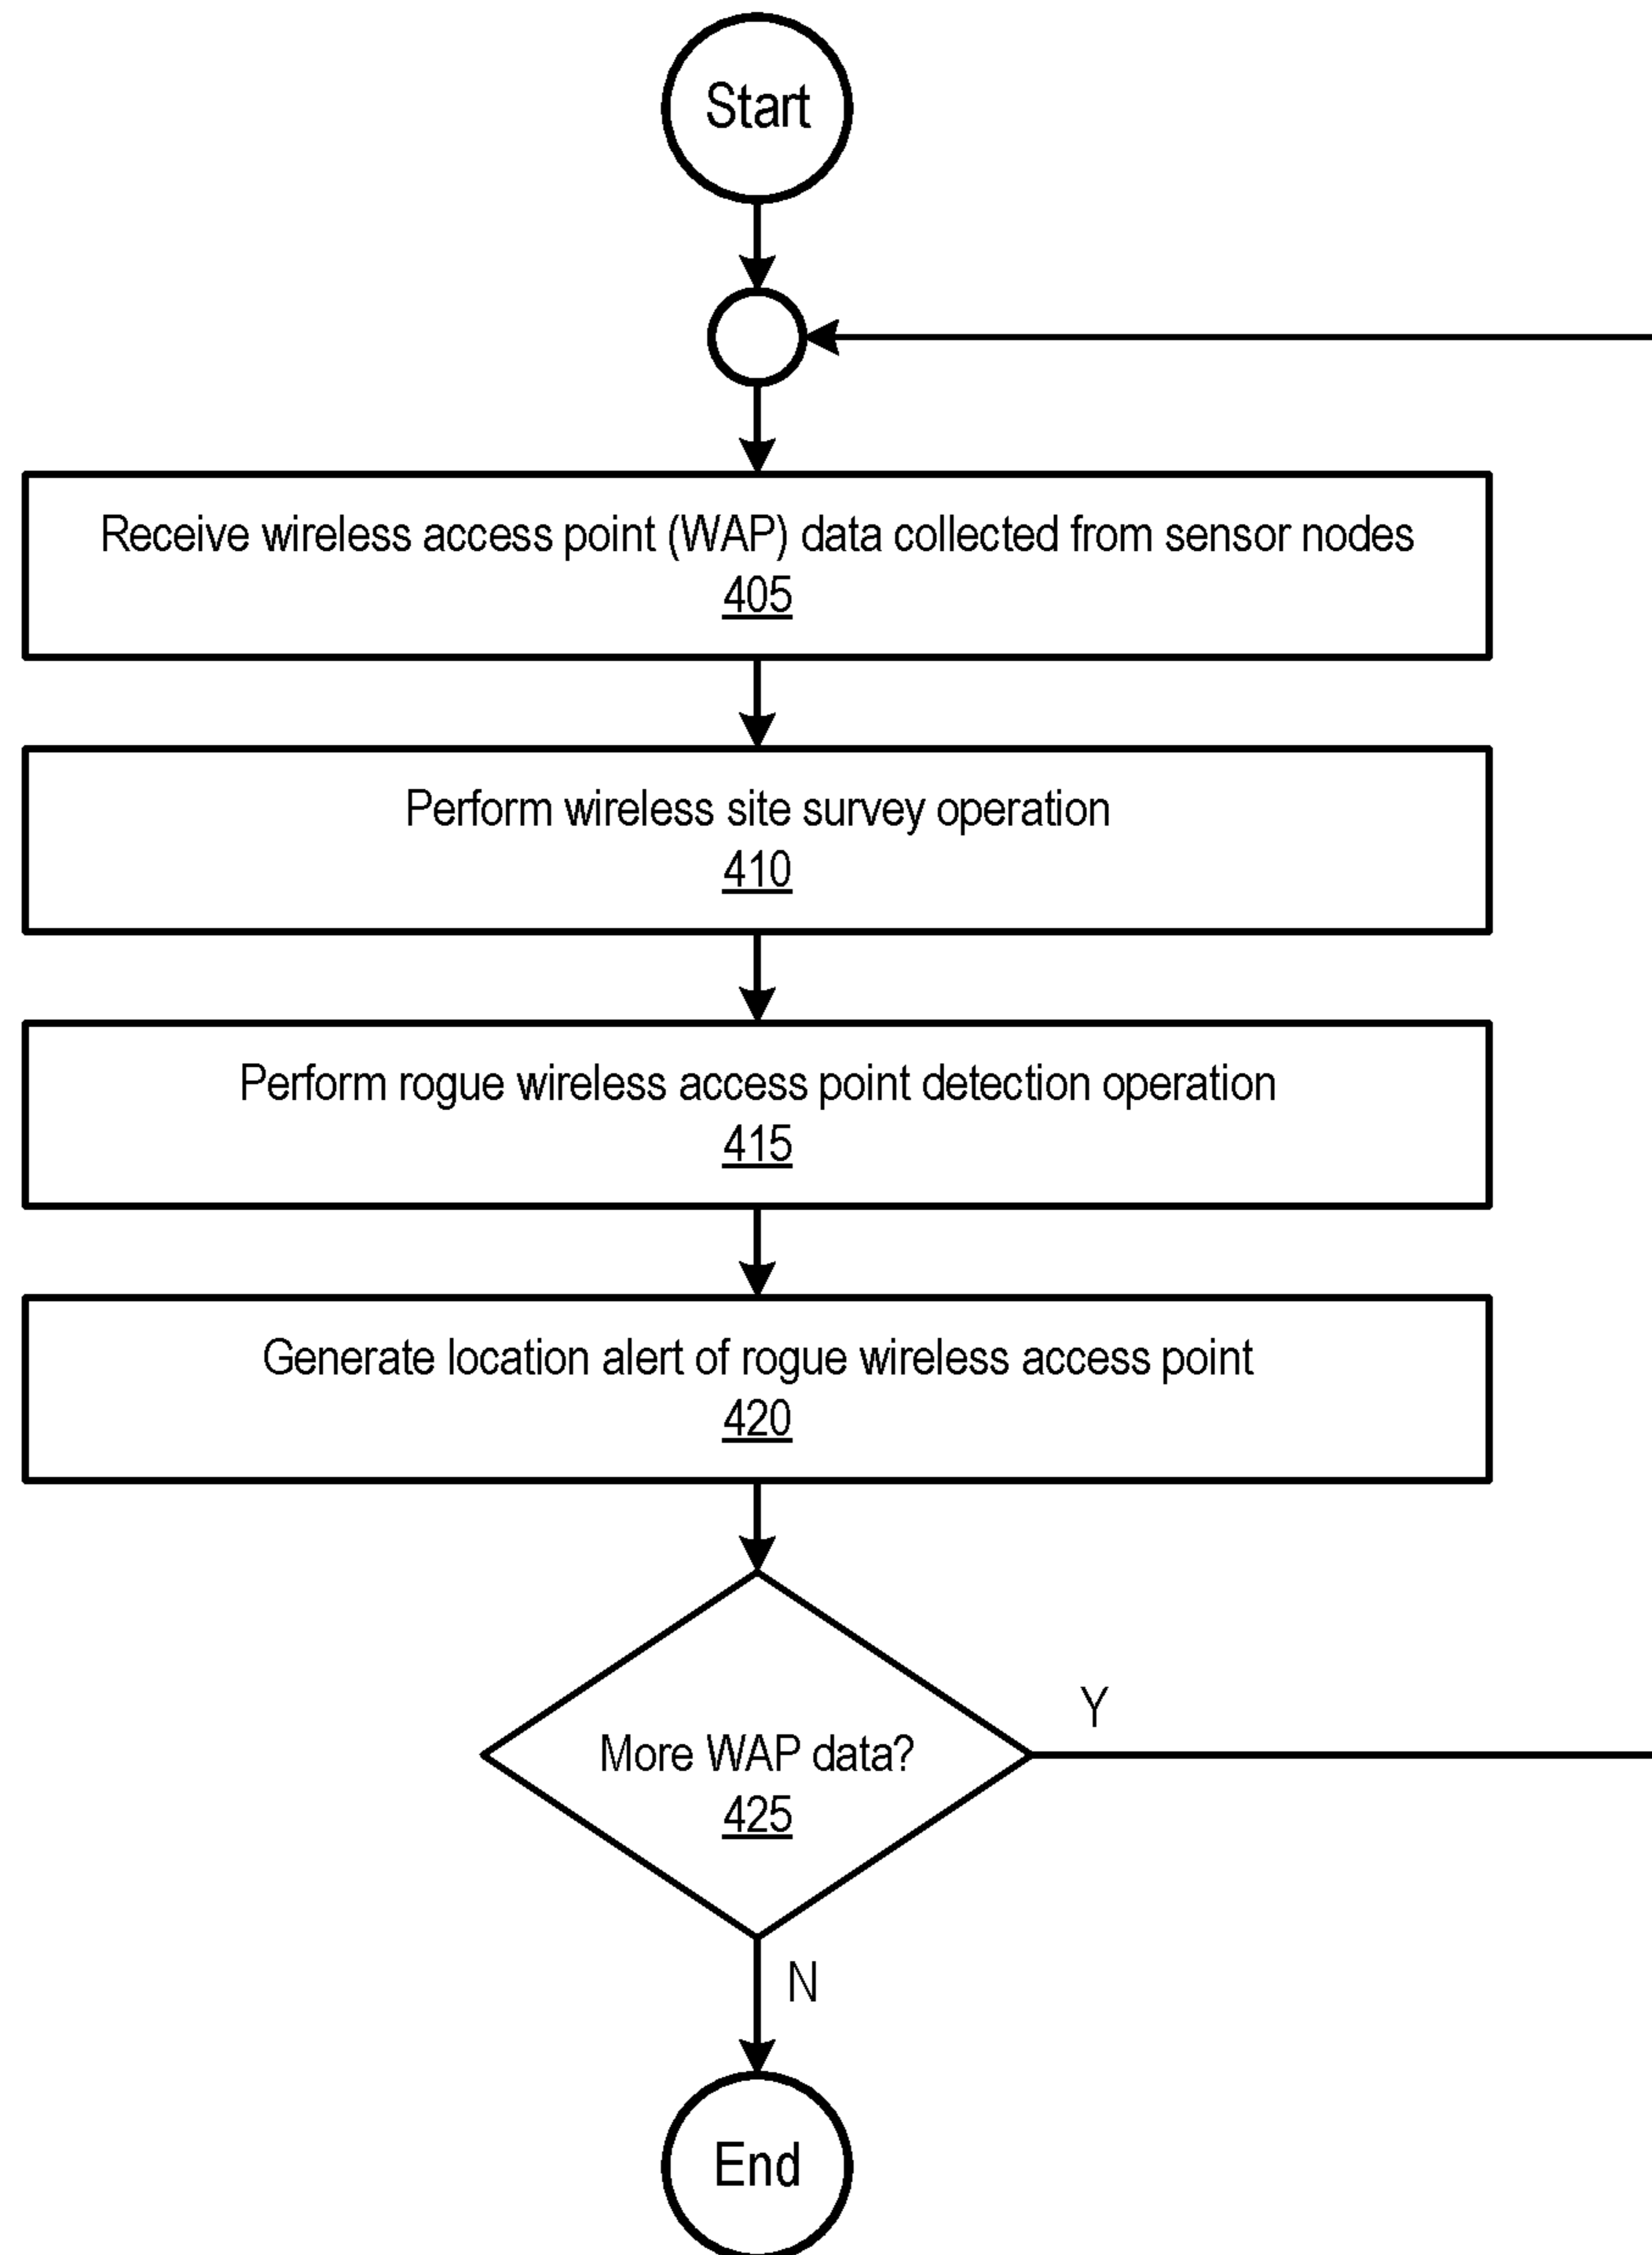 Start
Receive wireless access point (WAP) data collected from sensor nodes
405
Perform wireless site survey operation
410
Perform rogue wireless access point detection operation
415
Generate location alert of rogue wireless access point
420
Y
More WAP data?
425
N
End